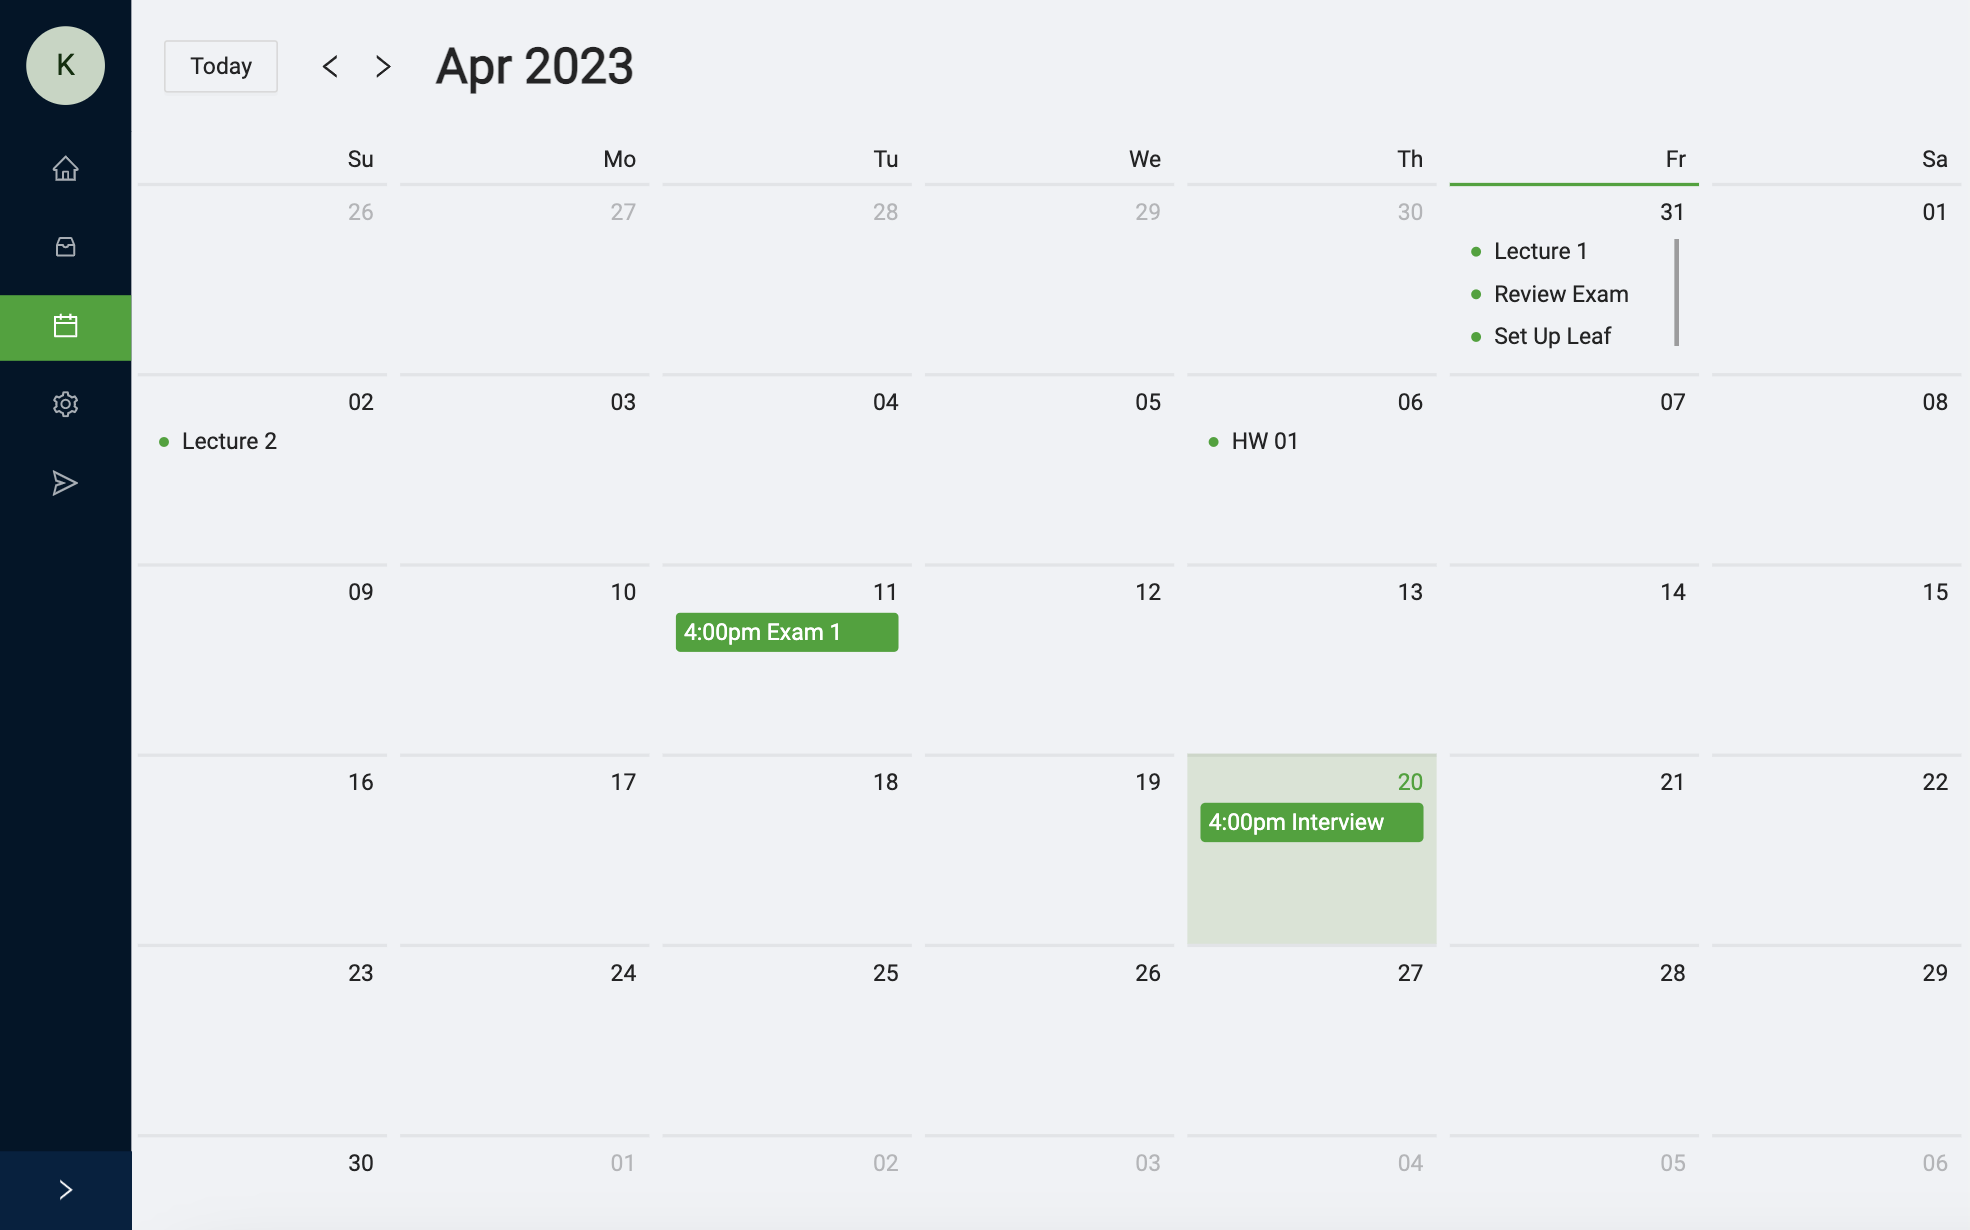 K
Today
Apr 2023
Su Mo Tu We Th Fr Sa
26 27 28 29 30 31 01
Lecture 1
Review Exam
Set Up Leaf
02 03 04 05 06 07 08
Lecture 2 HW 01
09 10 11 12 13 14 15
4:00pm Exam 1
16 17 18 19 20 21 22
4:00pm Interview
23 24 25 26 27 28 29
30 01 02 03 04 05 06